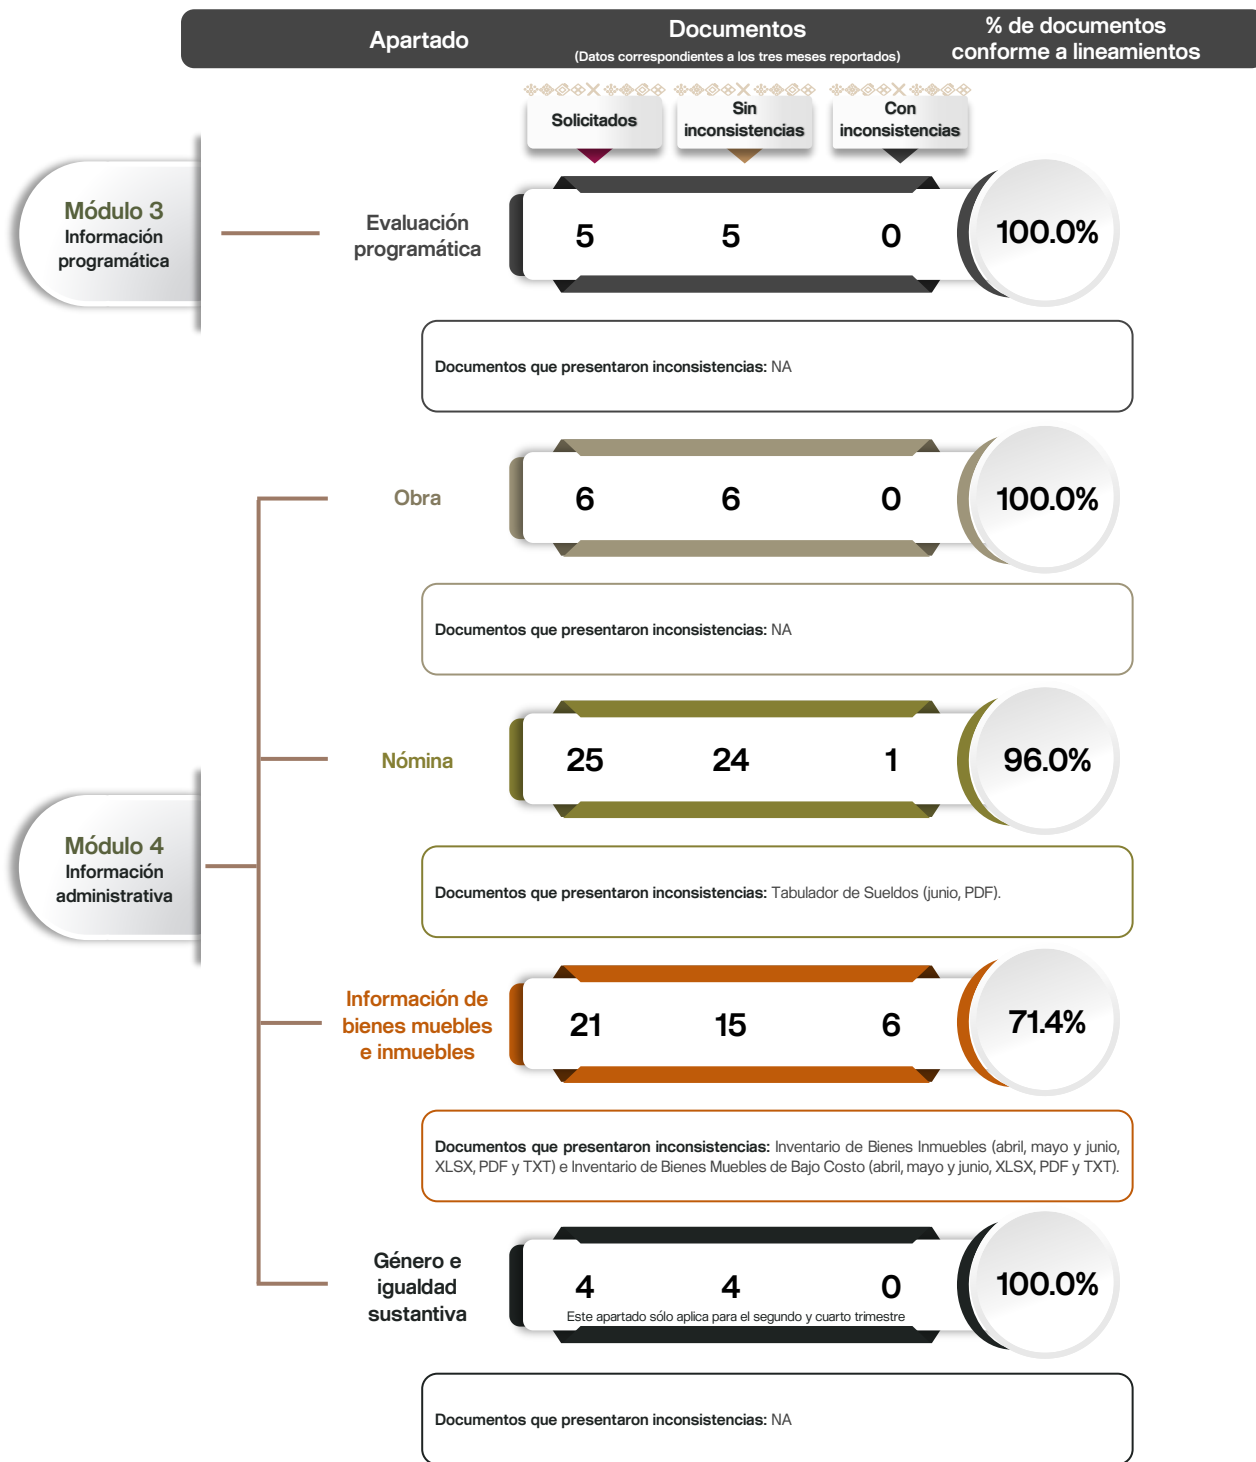 Apartado
Documentos
(Datos correspondientes a los tres meses reportados)
% de documentos
conforme a lineamientos
Solicitados
Sin
inconsistencias
Con
inconsistencias
Módulo 3
Información
programática
Evaluación
programática
5 5 0 100.0%
Documentos que presentaron inconsistencias: NA
Obra
6 6 0 100.0%
Documentos que presentaron inconsistencias: NA
Nómina
25 24 1 96.0%
Documentos que presentaron inconsistencias: Tabulador de Sueldos (junio, PDF).
Módulo 4
Información
administrativa
Información de
bienes muebles
e inmuebles
21 15 6 71.4%
Documentos que presentaron inconsistencias: Inventario de Bienes Inmuebles (abril, mayo y junio,
XLSX, PDF y TXT) e Inventario de Bienes Muebles de Bajo Costo (abril, mayo y junio, XLSX, PDF y TXT).
Género e
igualdad
sustantiva
4 4 0 100.0%
Este apartado sólo aplica para el segundo y cuarto trimestre
Documentos que presentaron inconsistencias: NA